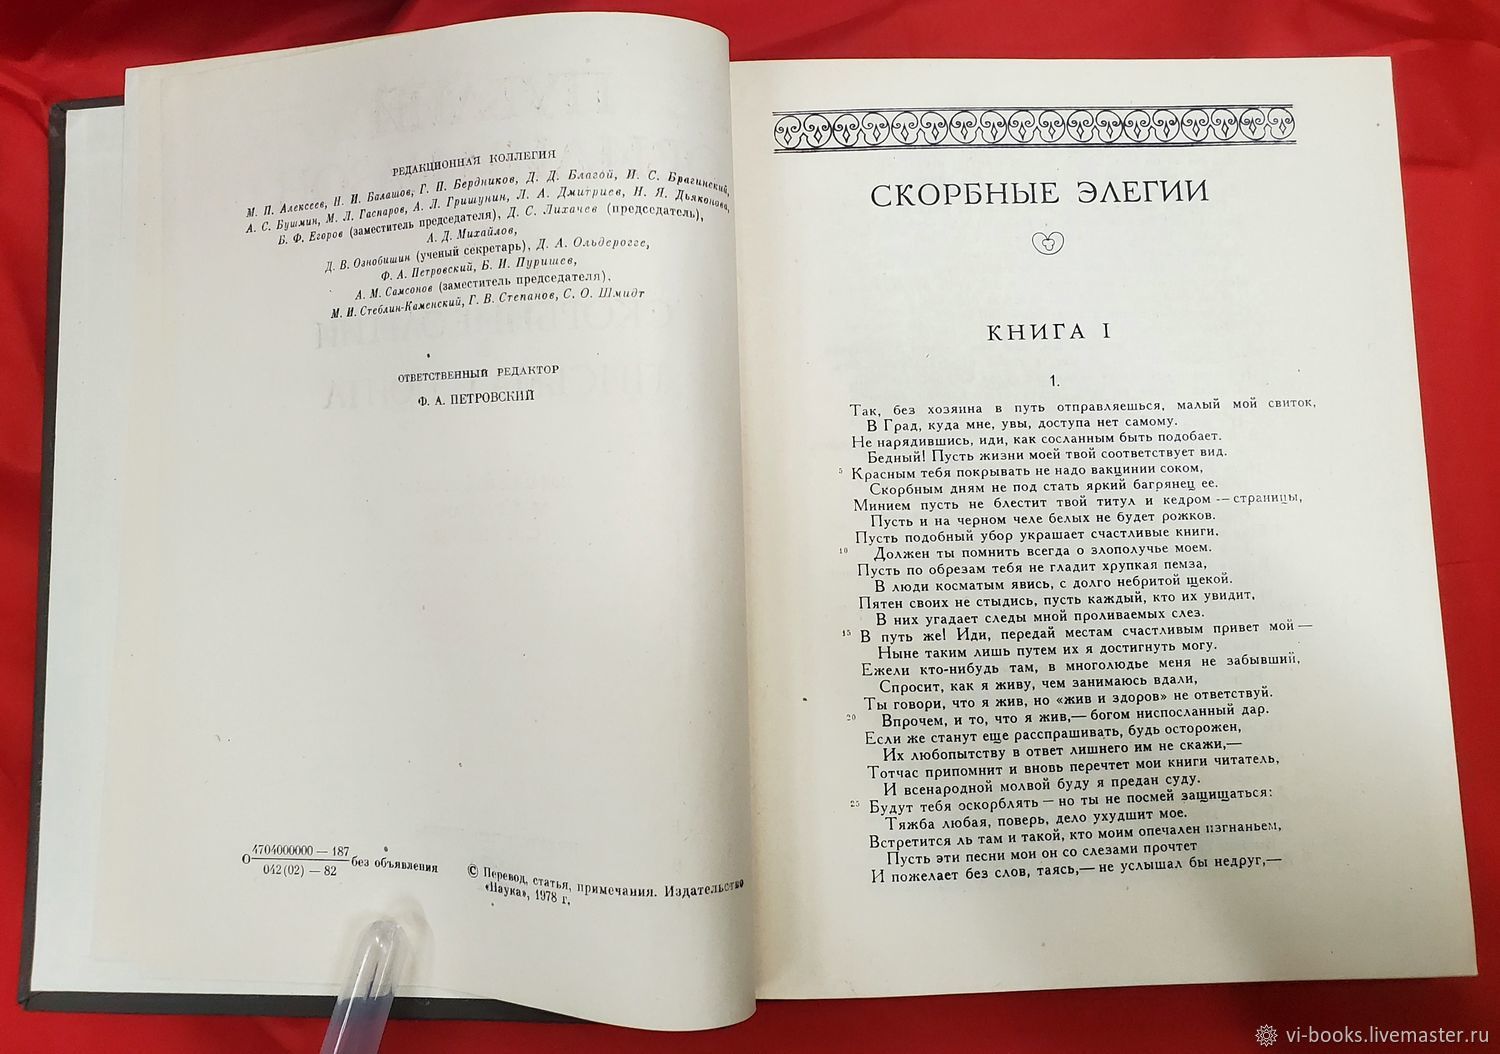 РЕДАКЦИОННАЯ КОЛЛЕГИЯ
М. П. Алексеев, Н. И. Балашов, Г. П. Бердников, Д. Д. Благой, И. С. Брагинский,
А. С. Бушмин, М. Л. Гаспаров, А. Л. Гришунин, Л. А. Дмитриев, Н. Я. Дьяконова,
Б. Ф. Егоров (заместитель председателя), Д. С. Лихачев (председатель),
А. Д. Михайлов,
Д. В. Ознобишин (ученый секретарь), Д. А. Ольдерогге,
Ф. А. Петровский, Б. И. Пуришев,
А. М. Самсонов (заместитель председателя),
М. И. Стеблин-Каменский, Г. В. Степанов, С. О. Шмидт
ОТВЕТСТВЕННЫЙ РЕДАКТОР
Ф. А. ПЕТРОВСКИЙ
О 4704000000 — 187
042 (02) — 82
без объявления
© Перевод, статья, примечания. Издательство
«Наука», 1978 г.
СКОРБНЫЕ ЭЛЕГИИ
КНИГА I
1.
Так, без хозяина в путь отправляешься, малый мой свиток,
В Град, куда мне, увы, доступа нет самому.
Не нарядившись, иди, как сосланным быть подобает.
Бедный! Пусть жизни моей твой соответствует вид.
5 Красным тебя покрывать не надо вакцинии соком,
Скорбным дням не под стать яркий багрянец ее.
Минием пусть не блестит твой титул и кедром — страницы,
Пусть и на черном челе белых не будет рожков.
Пусть подобный убор украшает счастливые книги,
10 Должен ты помнить всегда о злополучье моем.
Пусть по обрезам тебя не гладит хрупкая пемза,
В люди косматым явись, с долго небритой щекой.
Пятен своих не стыдись, пусть каждый, кто их увидит,
В них угадает следы мной проливаемых слез.
15 В путь же! Иди, передай местам счастливым привет мой —
Ныне таким лишь путем их я достигнуть могу.
Ежели кто-нибудь там, в многолюдье меня не забывший,
Спросит, как я живу, чем занимаюсь вдали,
Ты говори, что я жив, но «жив и здоров» не ответствуй.
20 Впрочем, и то, что я жив,— богом ниспосланный дар.
Если же станут еще расспрашивать, будь осторожен,
Их любопытству в ответ лишнего им не скажи,—
Тотчас припомнит и вновь перечтет мои книги читатель,
И всенародной молвой буду я предан суду.
25 Будут тебя оскорблять — но ты не посмей защищаться:
Тяжба любая, поверь, дело ухудшит мое.
Встретится ль там и такой, кто моим опечален изгнаньем,
Пусть эти песни мои он со слезами прочтет
И пожелает без слов, таясь,— не услышал бы недруг,—
vi-books.livemaster.ru